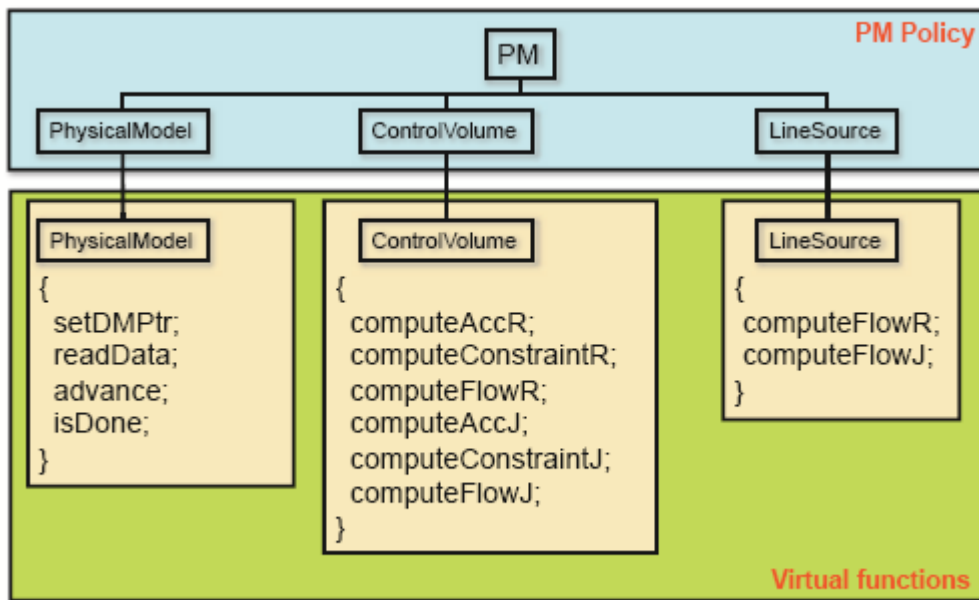 PM Policy
PM
PhysicalModel
ControlVolume
LineSource
PhysicalModel
{
setDMPtr;
readData;
advance;
isDone;
}
ControlVolume
{
computeAccR;
computeConstraintR;
computeFlowR;
computeAccJ;
computeConstraintJ;
computeFlowJ;
}
LineSource
{
computeFlowR;
computeFlowJ;
}
Virtual functions